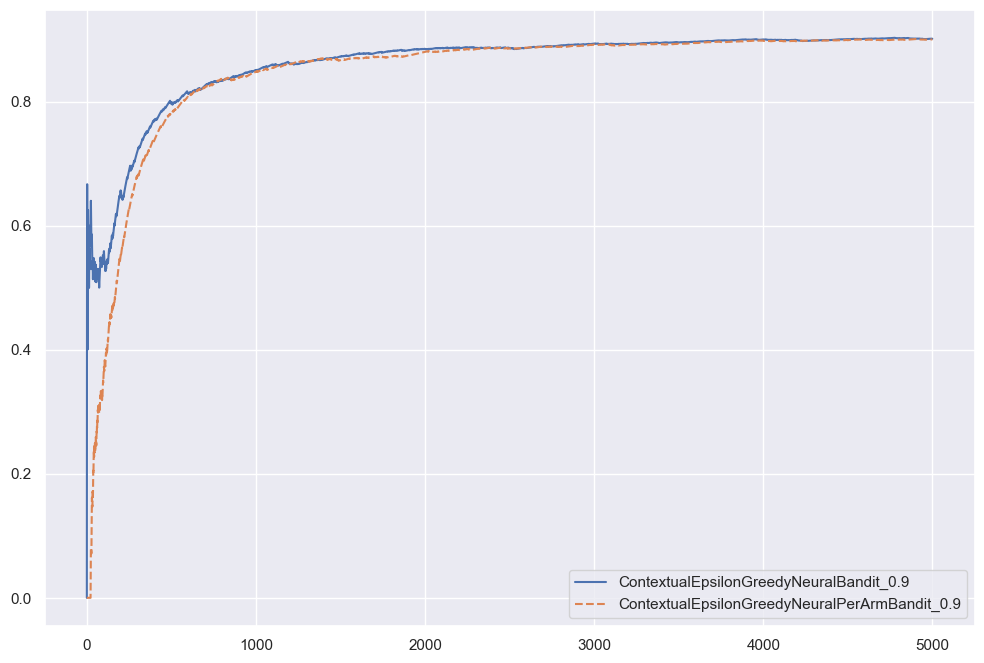 0.8
0.6
0.4
0.2
0.0
0 1000 2000 3000 4000 5000
ContextualEpsilonGreedyNeuralBandit_0.9
ContextualEpsilonGreedyNeuralPerArmBandit_0.9